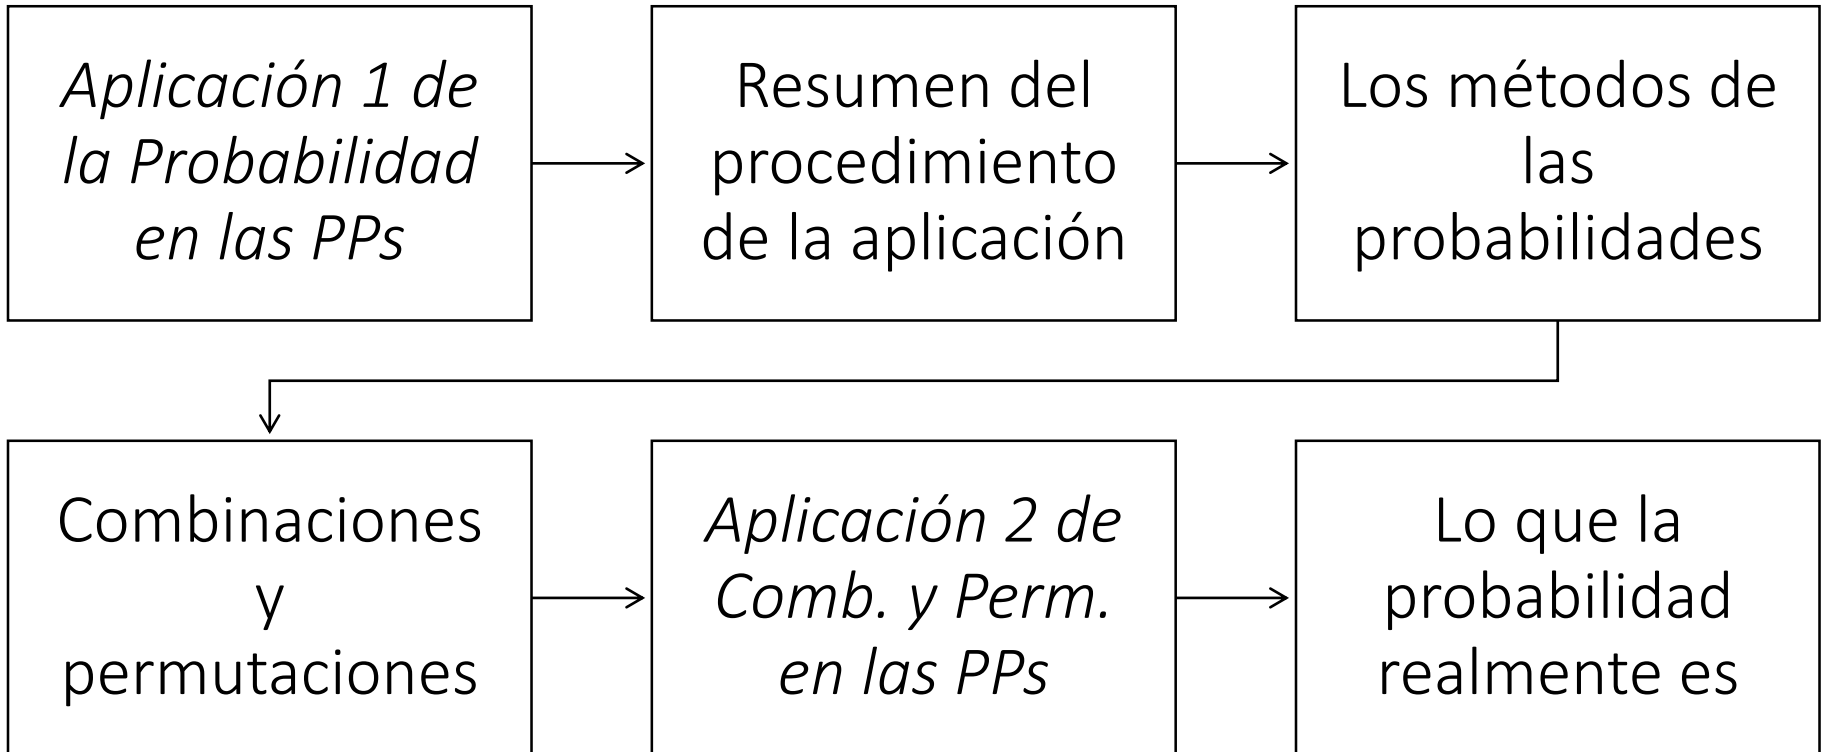 Aplicación 1 de
la Probabilidad
en las PPs
Resumen del
procedimiento
de la aplicación
Los métodos de
las
probabilidades
Combinaciones
y
permutaciones
Aplicación 2 de
Comb. y Perm.
en las PPs
Lo que la
probabilidad
realmente es